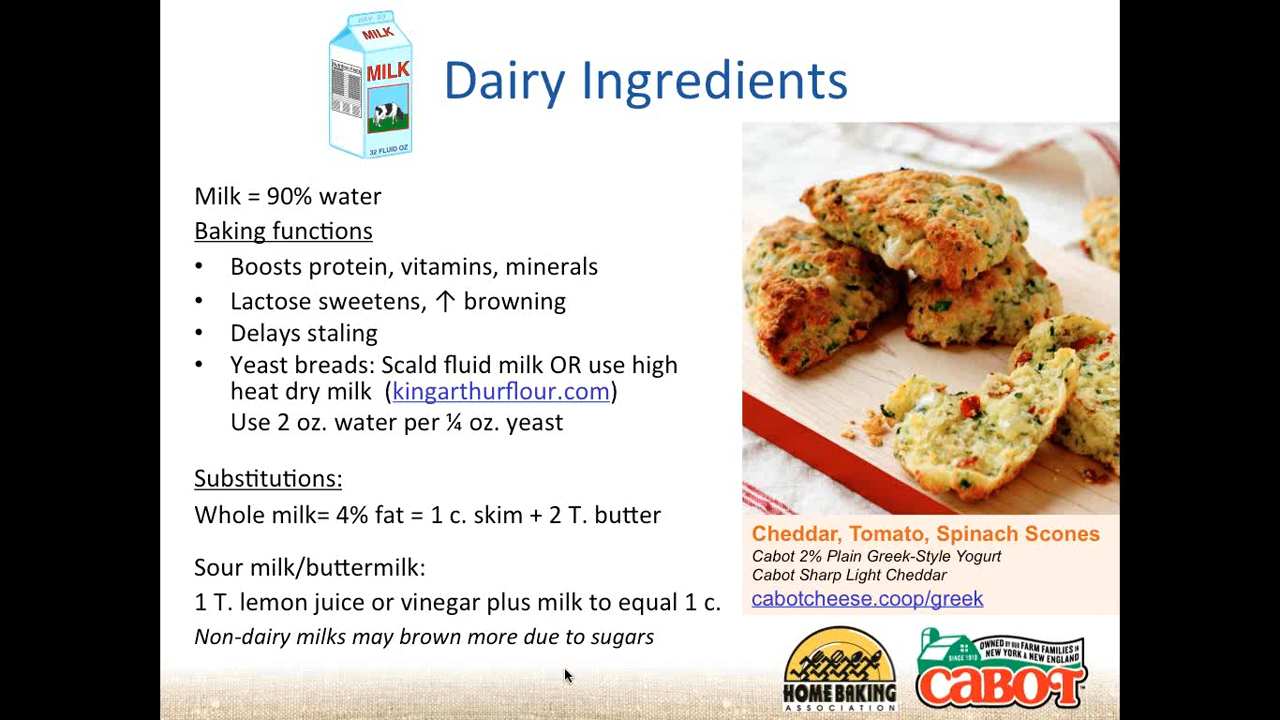 MILK
MILK
32 FLUID OZ
Dairy Ingredients
Milk = 90% water
Baking functions
• Boosts protein, vitamins, minerals
• Lactose sweetens, ↑ browning
• Delays staling
• Yeast breads: Scald fluid milk OR use high
heat dry milk (kingarthurflour.com)
Use 2 oz. water per ¼ oz. yeast
Substitutions:
Whole milk= 4% fat = 1 c. skim + 2 T. butter
Sour milk/buttermilk:
1 T. lemon juice or vinegar plus milk to equal 1 c.
Non-dairy milks may brown more due to sugars
Cheddar, Tomato, Spinach Scones
Cabot 2% Plain Greek-Style Yogurt
Cabot Sharp Light Cheddar
cabotcheese.coop/greek
HOME BAKING
ASSOCIATION
SINCE 1919
OWNED BY OUR FARM FAMILIES IN
NEW YORK & NEW ENGLAND
CABOT